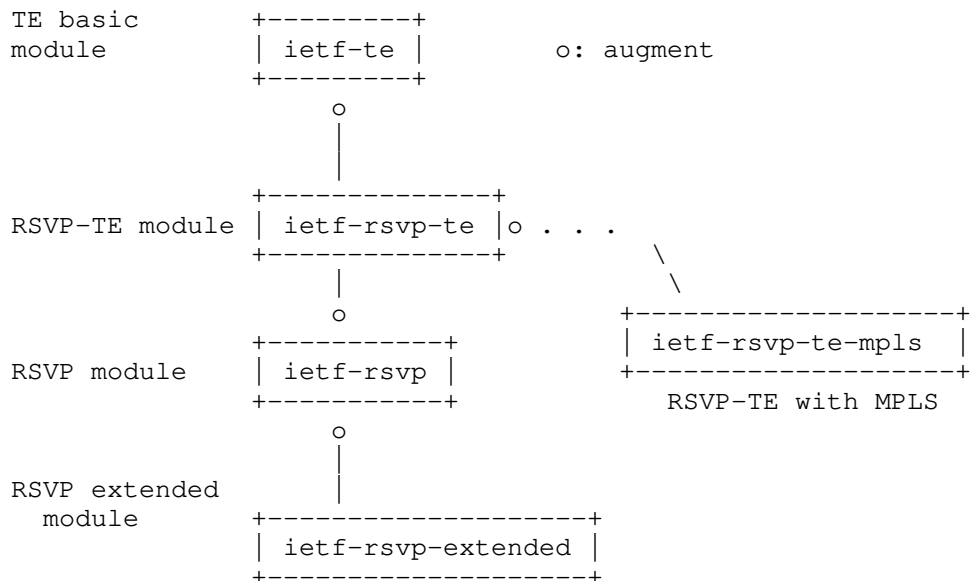 TE basic +---------+
module | ietf-te | o: augment
+---------+
o
|
|
+--------------+
RSVP-TE module | ietf-rsvp-te |o . . .
+--------------+ \
| \
o +--------------------+
+-----------+ | ietf-rsvp-te-mpls |
RSVP module | ietf-rsvp | +--------------------+
+-----------+ RSVP-TE with MPLS
o
|
RSVP extended |
module +--------------------+
| ietf-rsvp-extended |
+--------------------+